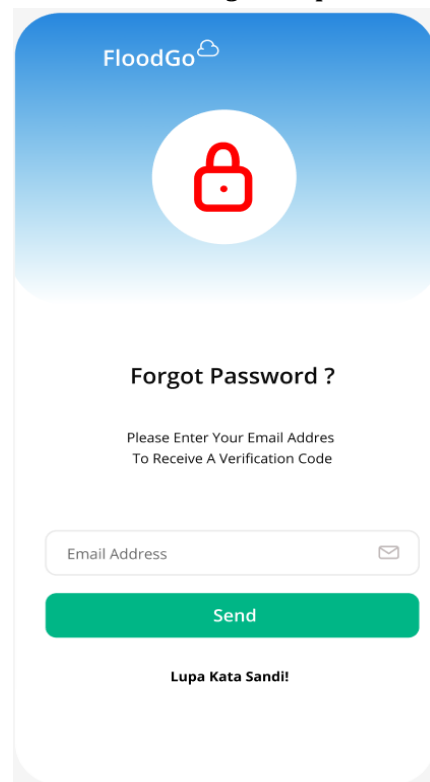 FloodGo
Forgot Password ?
Please Enter Your Email Addres
To Receive A Verification Code
Email Address
Send
Lupa Kata Sandi!